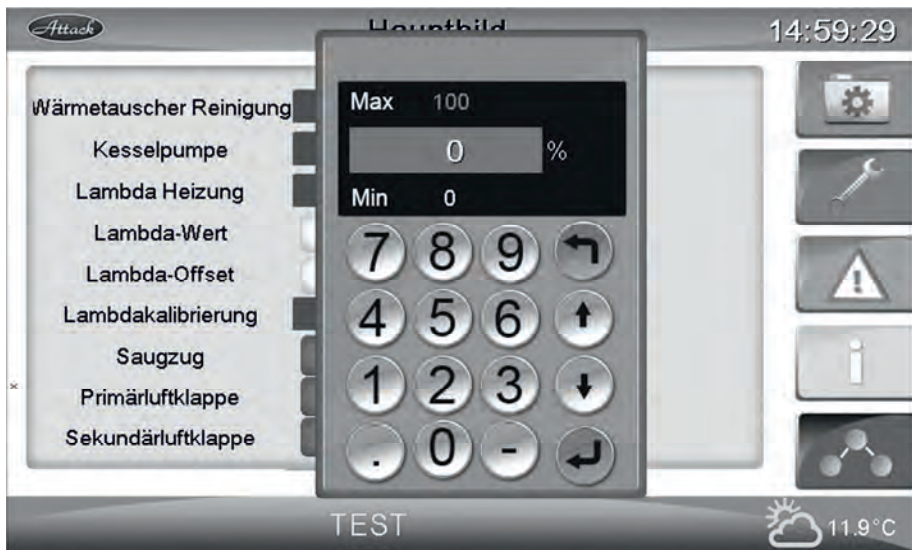 Attack
Hauptbild
14:59:29
Wärmetauscher Reinigung
Kesselpumpe
Lambda Heizung
Lambda-Wert
Lambda-Offset
Lambdakalibrierung
Saugzug
Primärluftklappe
Sekundärluftklappe
Max 100
0 %
Min 0
7 8 9
4 5 6
1 2 3
. 0 -
TEST
11.9°C